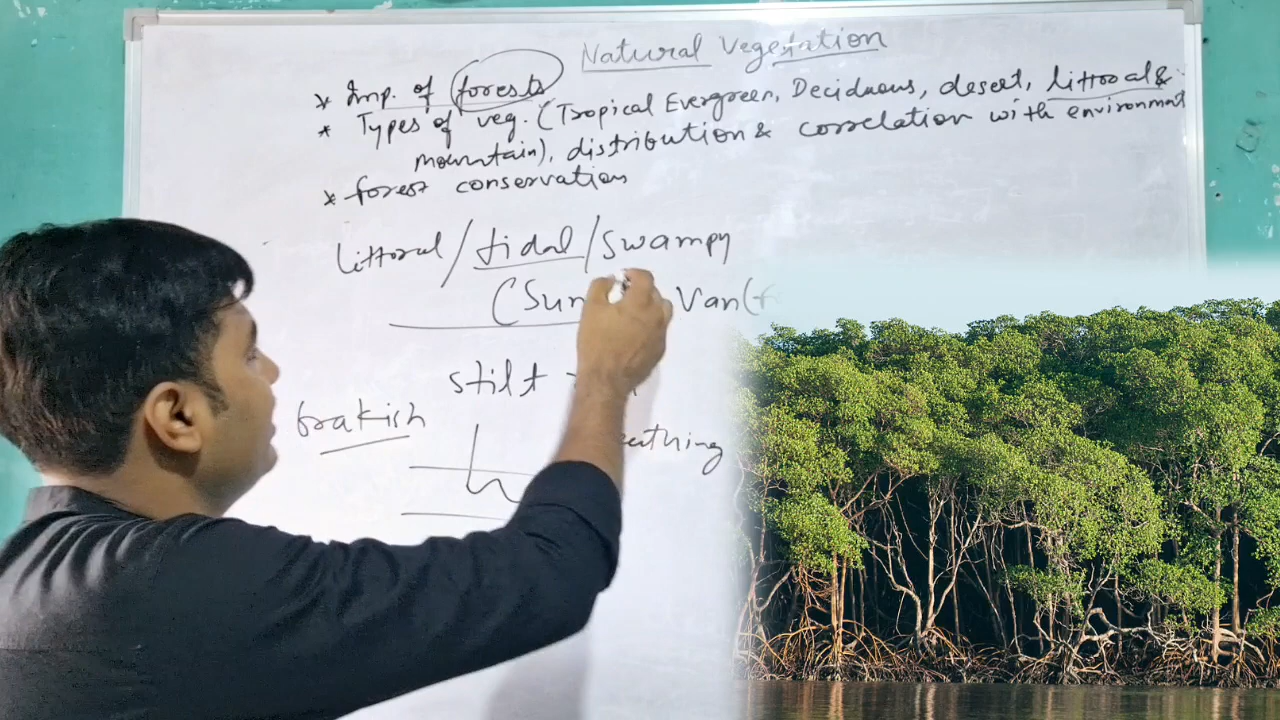 Natural Vegetation
* Imp. of forests
* Types of veg. (Tropical Evergreen, Deciduous, desert, littoral &
mountain), distribution & correlation with environment
* forest conservation
littoral / tidal / swampy
(Sun Van (
stilt
brakish